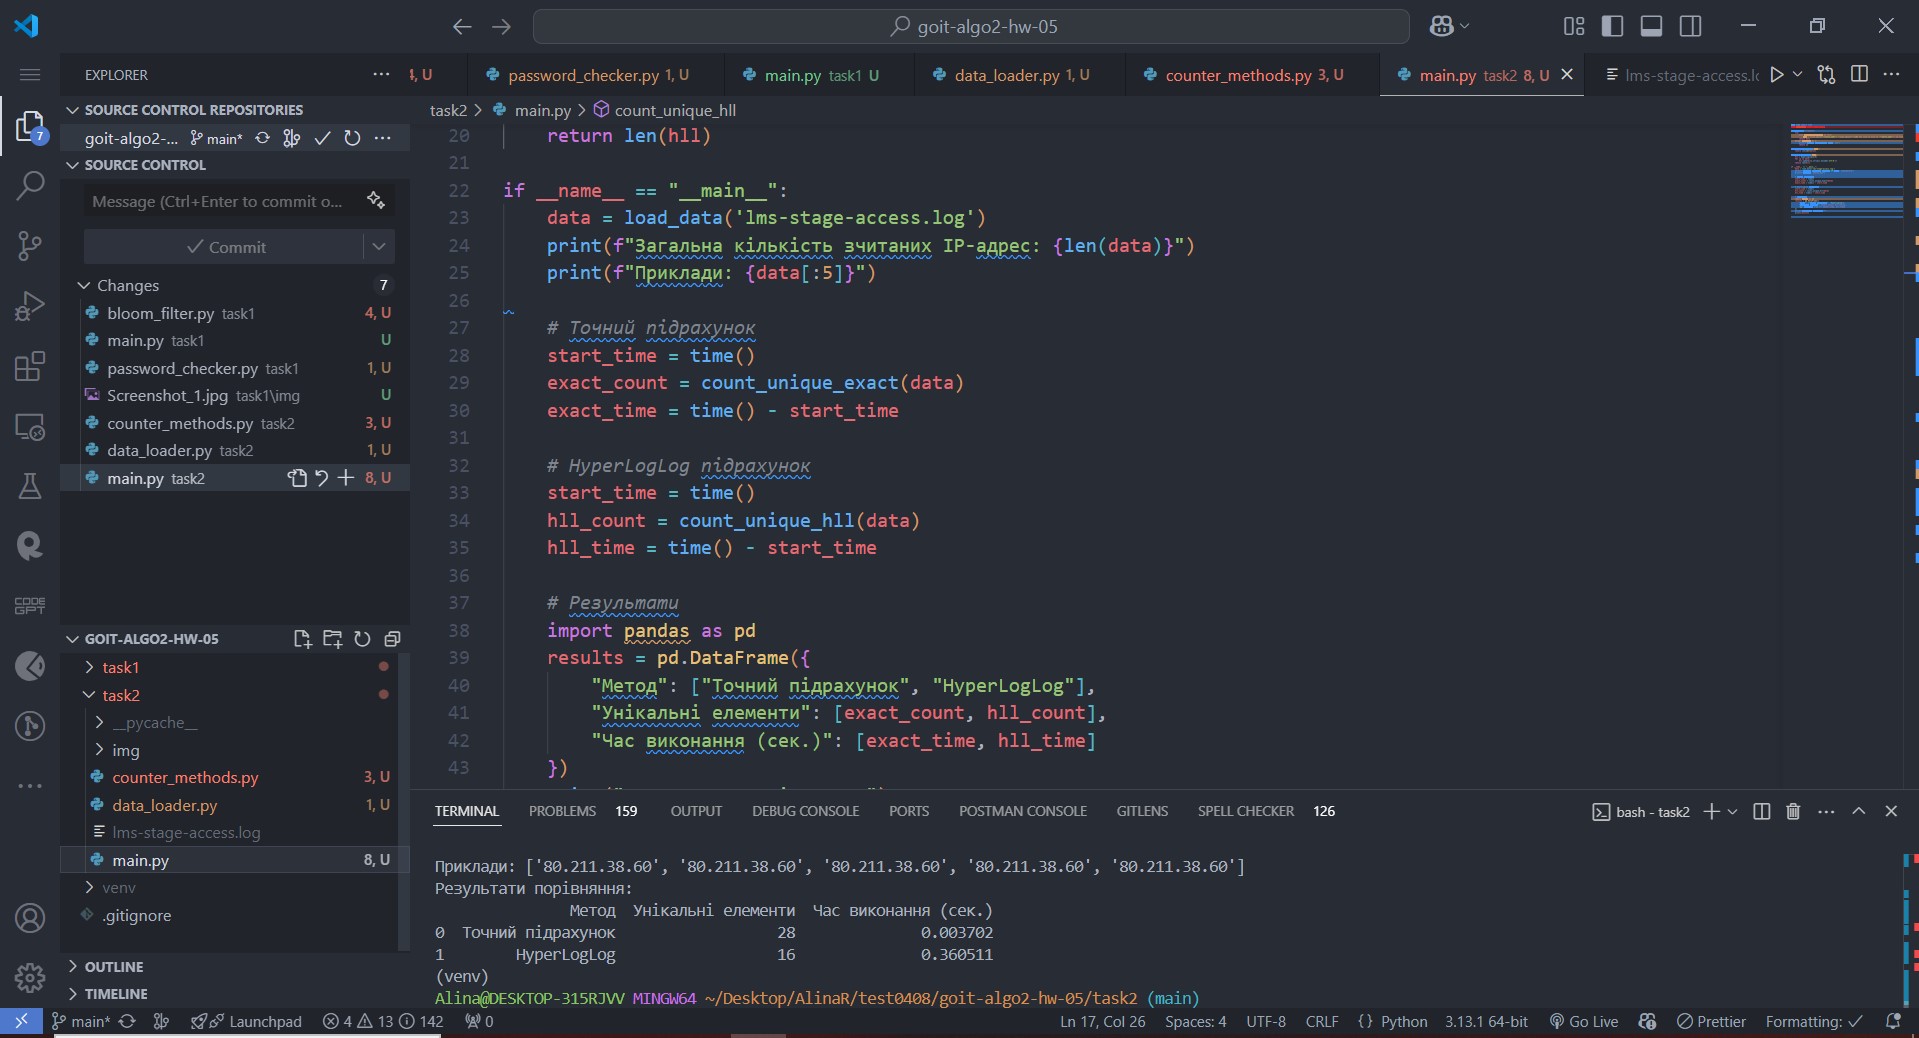 goit-algo2-hw-05
EXPLORER
4, U
password_checker.py 1, U
main.py task1 U
data_loader.py 1, U
counter_methods.py 3, U
main.py task2 8, U
lms-stage-access.lo
SOURCE CONTROL REPOSITORIES
goit-algo2-... main*
SOURCE CONTROL
Message (Ctrl+Enter to commit o...
Commit
Changes 7
bloom_filter.py task1 4, U
main.py task1 U
password_checker.py task1 1, U
Screenshot_1.jpg task1\img U
counter_methods.py task2 3, U
data_loader.py task2 1, U
main.py task2 8, U
GOIT-ALGO2-HW-05
task1
task2
__pycache__
img
counter_methods.py 3, U
data_loader.py 1, U
lms-stage-access.log
main.py 8, U
venv
.gitignore
OUTLINE
TIMELINE
7
CODE
GPT
task2 > main.py > count_unique_hll
20 return len(hll)
21
22 if __name__ == "__main__":
23 data = load_data('lms-stage-access.log')
24 print(f"Загальна кількість зчитаних IP-адрес: {len(data)}")
25 print(f"Приклади: {data[:5]}")
26
27 # Точний підрахунок
28 start_time = time()
29 exact_count = count_unique_exact(data)
30 exact_time = time() - start_time
31
32 # HyperLogLog підрахунок
33 start_time = time()
34 hll_count = count_unique_hll(data)
35 hll_time = time() - start_time
36
37 # Результати
38 import pandas as pd
39 results = pd.DataFrame({
40 "Метод": ["Точний підрахунок", "HyperLogLog"],
41 "Унікальні елементи": [exact_count, hll_count],
42 "Час виконання (сек.)": [exact_time, hll_time]
43 })
TERMINAL PROBLEMS 159 OUTPUT DEBUG CONSOLE PORTS POSTMAN CONSOLE GITLENS SPELL CHECKER 126
bash - task2
Приклади: ['80.211.38.60', '80.211.38.60', '80.211.38.60', '80.211.38.60', '80.211.38.60']
Результати порівняння:
Метод Унікальні елементи Час виконання (сек.)
0 Точний підрахунок 28 0.003702
1 HyperLogLog 16 0.360511
(venv)
Alina@DESKTOP-315RJVV MINGW64 ~/Desktop/AlinaR/test0408/goit-algo2-hw-05/task2 (main)
main* Launchpad 4 13 142 0
Ln 17, Col 26 Spaces: 4 UTF-8 CRLF {} Python 3.13.1 64-bit Go Live Prettier Formatting: